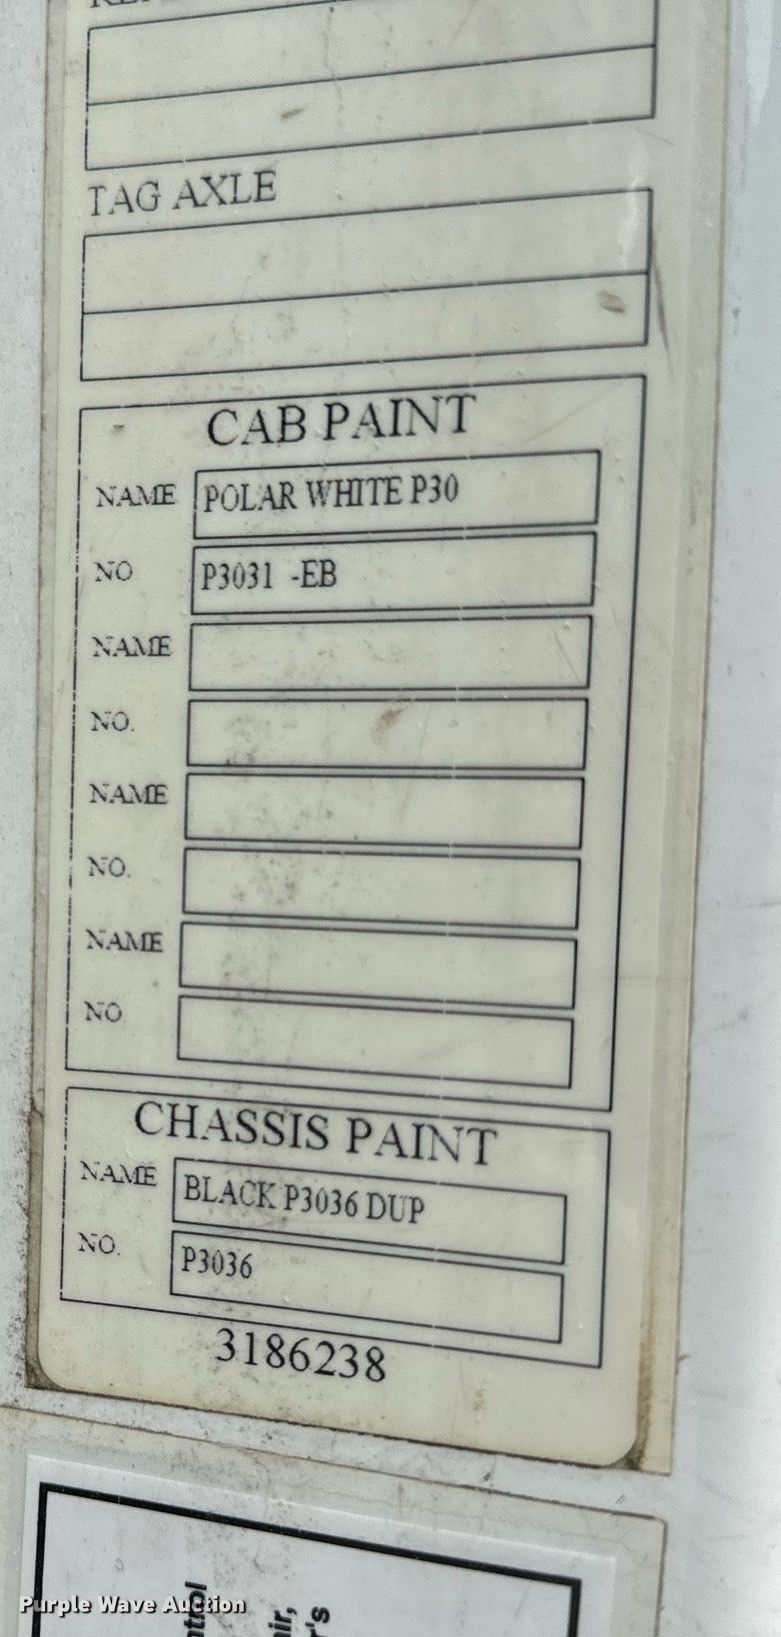 TAG AXLE
CAB PAINT
NAME POLAR WHITE P30
NO P3031 -EB
NAME
NO.
NAME
NO.
NAME
NO
CHASSIS PAINT
NAME BLACK P3036 DUP
NO. P3036
3186238
Purple Wave Auction